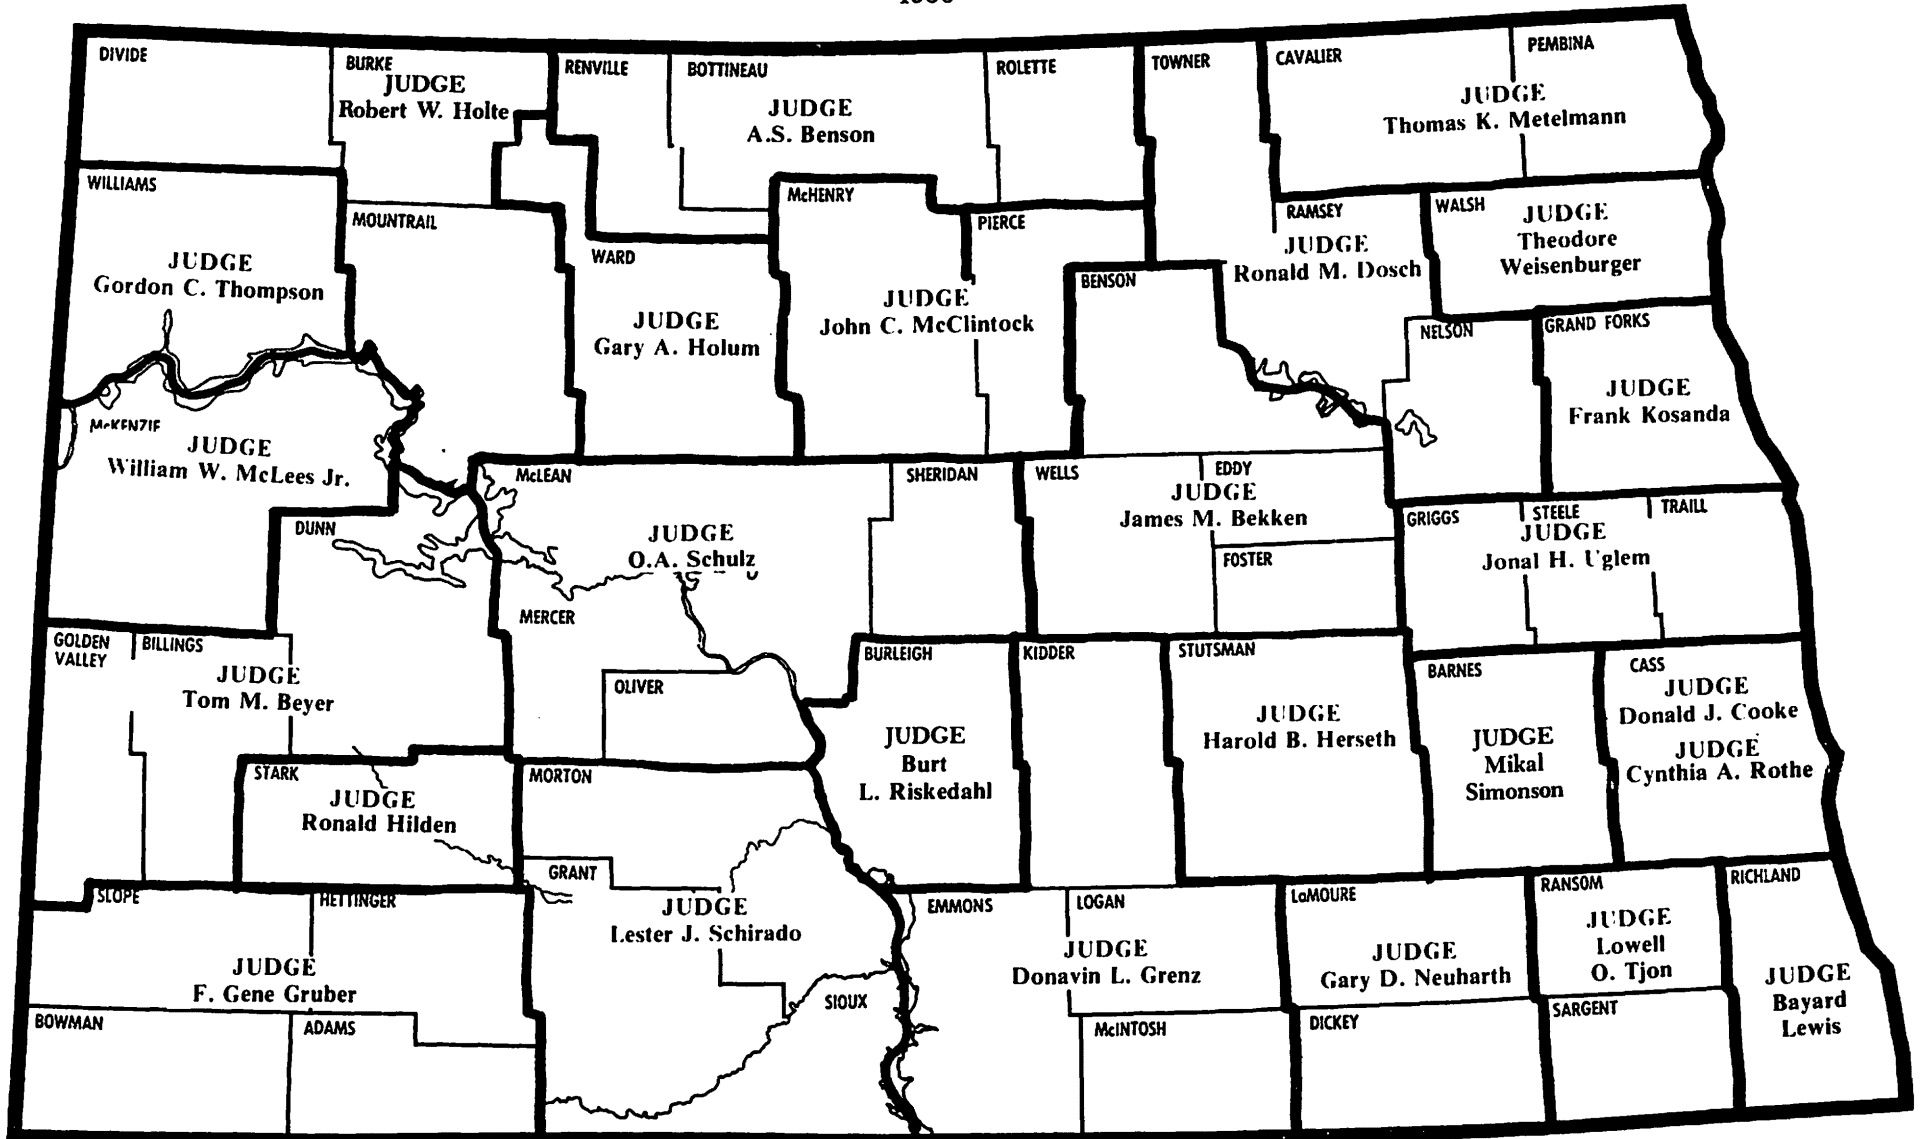 DIVIDE
BURKE
JUDGE
Robert W. Holte
RENVILLE
BOTTINEAU
JUDGE
A.S. Benson
ROLETTE
TOWNER
CAVALIER
PEMBINA
JUDGE
Thomas K. Metelmann
WILLIAMS
JUDGE
Gordon C. Thompson
MOUNTRAIL
WARD
JUDGE
Gary A. Holum
McHENRY
PIERCE
JUDGE
John C. McClintock
BENSON
RAMSEY
JUDGE
Ronald M. Dosch
WALSH
JUDGE
Theodore
Weisenburger
NELSON
GRAND FORKS
JUDGE
Frank Kosanda
McKENZIE
JUDGE
William W. McLees Jr.
DUNN
McLEAN
JUDGE
O.A. Schulz
MERCER
OLIVER
SHERIDAN
WELLS
EDDY
JUDGE
James M. Bekken
FOSTER
GRIGGS
STEELE
TRAILL
JUDGE
Jonal H. Uglem
GOLDEN
VALLEY
BILLINGS
JUDGE
Tom M. Beyer
STARK
JUDGE
Ronald Hilden
MORTON
GRANT
JUDGE
Lester J. Schirado
SIOUX
BURLEIGH
JUDGE
Burt
L. Riskedahl
KIDDER
STUTSMAN
JUDGE
Harold B. Herseth
BARNES
JUDGE
Mikal
Simonson
CASS
JUDGE
Donald J. Cooke
JUDGE
Cynthia A. Rothe
SLOPE
HETTINGER
JUDGE
F. Gene Gruber
BOWMAN
ADAMS
EMMONS
LOGAN
JUDGE
Donavin L. Grenz
McINTOSH
LaMOURE
JUDGE
Gary D. Neuharth
DICKEY
RANSOM
JUDGE
Lowell
O. Tjon
SARGENT
RICHLAND
JUDGE
Bayard
Lewis